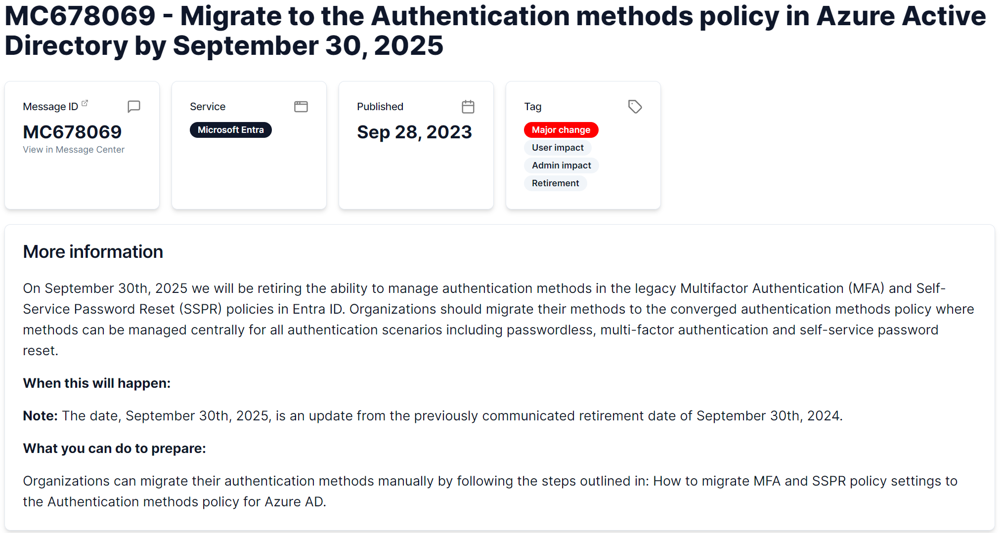 MC678069 - Migrate to the Authentication methods policy in Azure Active
Directory by September 30, 2025
Message ID
MC678069
View in Message Center
Service
Microsoft Entra
Published
Sep 28, 2023
Tag
Major change
User impact
Admin impact
Retirement
More information
On September 30th, 2025 we will be retiring the ability to manage authentication methods in the legacy Multifactor Authentication (MFA) and Self-
Service Password Reset (SSPR) policies in Entra ID. Organizations should migrate their methods to the converged authentication methods policy where
methods can be managed centrally for all authentication scenarios including passwordless, multi-factor authentication and self-service password
reset.
When this will happen:
Note: The date, September 30th, 2025, is an update from the previously communicated retirement date of September 30th, 2024.
What you can do to prepare:
Organizations can migrate their authentication methods manually by following the steps outlined in: How to migrate MFA and SSPR policy settings to
the Authentication methods policy for Azure AD.